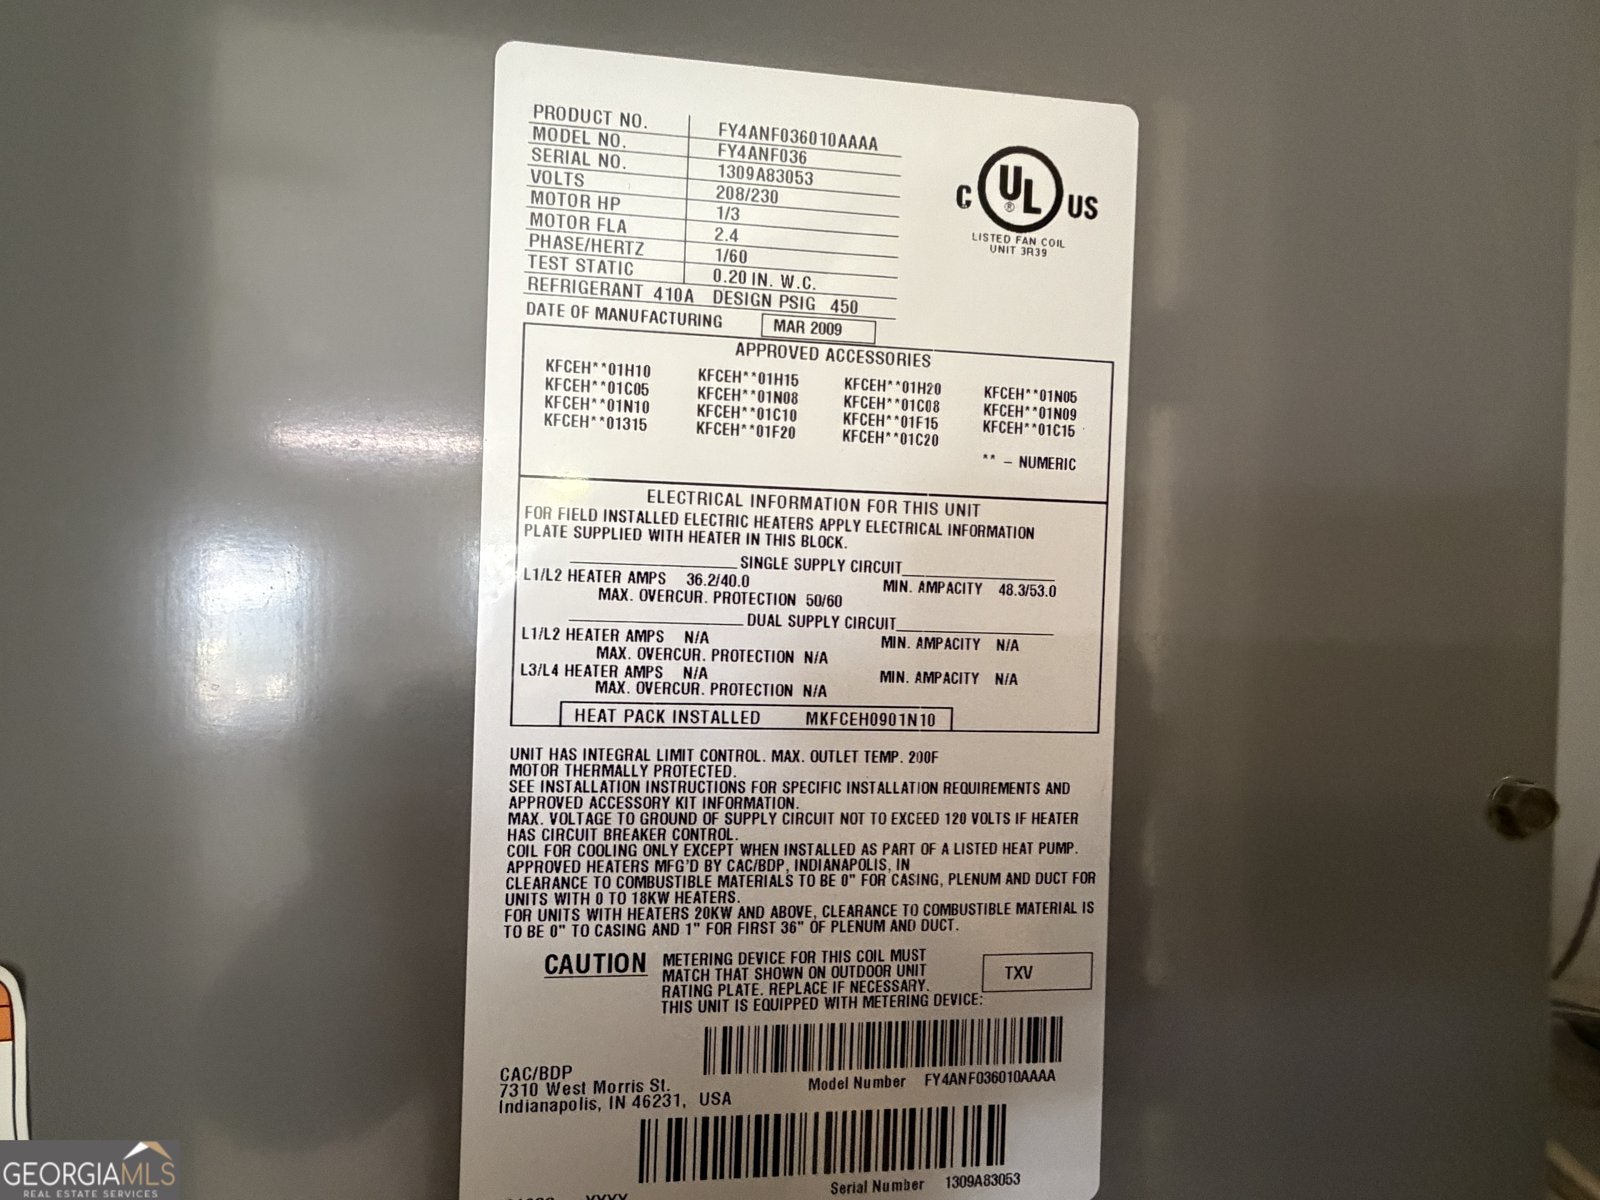 PRODUCT NO. FY4ANF036010AAAA
MODEL NO. FY4ANF036
SERIAL NO. 1309A83053
VOLTS 208/230
MOTOR HP 1/3
MOTOR FLA 2.4
PHASE/HERTZ 1/60
TEST STATIC 0.20 IN. W.C.
REFRIGERANT 410A DESIGN PSIG 450
DATE OF MANUFACTURING MAR 2009
C UL ® US
LISTED FAN COIL
UNIT 3R39
APPROVED ACCESSORIES
KFCEH**01H10 KFCEH**01H15 KFCEH**01H20 KFCEH**01N05
KFCEH**01C05 KFCEH**01N08 KFCEH**01C08 KFCEH**01N09
KFCEH**01N10 KFCEH**01C10 KFCEH**01F15 KFCEH**01C15
KFCEH**01315 KFCEH**01F20 KFCEH**01C20
** – NUMERIC
ELECTRICAL INFORMATION FOR THIS UNIT
FOR FIELD INSTALLED ELECTRIC HEATERS APPLY ELECTRICAL INFORMATION
PLATE SUPPLIED WITH HEATER IN THIS BLOCK.
SINGLE SUPPLY CIRCUIT
L1/L2 HEATER AMPS 36.2/40.0 MIN. AMPACITY 48.3/53.0
MAX. OVERCUR. PROTECTION 50/60
DUAL SUPPLY CIRCUIT
L1/L2 HEATER AMPS N/A MIN. AMPACITY N/A
MAX. OVERCUR. PROTECTION N/A
L3/L4 HEATER AMPS N/A MIN. AMPACITY N/A
MAX. OVERCUR. PROTECTION N/A
HEAT PACK INSTALLED MKFCEH0901N10
UNIT HAS INTEGRAL LIMIT CONTROL. MAX. OUTLET TEMP. 200F
MOTOR THERMALLY PROTECTED.
SEE INSTALLATION INSTRUCTIONS FOR SPECIFIC INSTALLATION REQUIREMENTS AND
APPROVED ACCESSORY KIT INFORMATION.
MAX. VOLTAGE TO GROUND OF SUPPLY CIRCUIT NOT TO EXCEED 120 VOLTS IF HEATER
HAS CIRCUIT BREAKER CONTROL.
COIL FOR COOLING ONLY EXCEPT WHEN INSTALLED AS PART OF A LISTED HEAT PUMP.
APPROVED HEATERS MFG'D BY CAC/BDP, INDIANAPOLIS, IN
CLEARANCE TO COMBUSTIBLE MATERIALS TO BE 0" FOR CASING, PLENUM AND DUCT FOR
UNITS WITH 0 TO 18KW HEATERS.
FOR UNITS WITH HEATERS 20KW AND ABOVE, CLEARANCE TO COMBUSTIBLE MATERIAL IS
TO BE 0" TO CASING AND 1" FOR FIRST 36" OF PLENUM AND DUCT.
CAUTION METERING DEVICE FOR THIS COIL MUST
MATCH THAT SHOWN ON OUTDOOR UNIT
RATING PLATE. REPLACE IF NECESSARY.
THIS UNIT IS EQUIPPED WITH METERING DEVICE:
TXV
CAC/BDP
7310 West Morris St.
Indianapolis, IN 46231, USA
Model Number FY4ANF036010AAAA
Serial Number 1309A83053
GEORGIAMLS
REAL ESTATE SERVICES